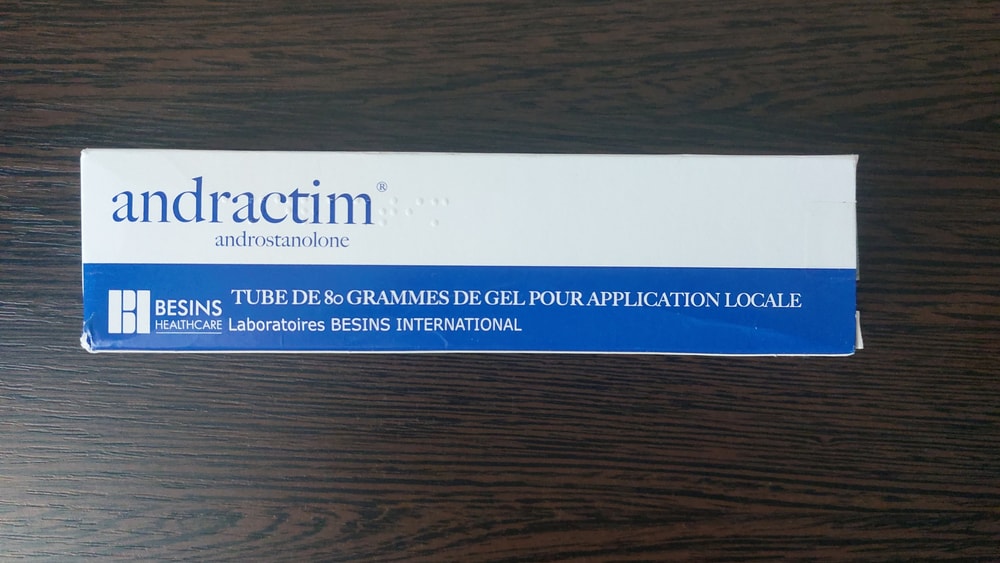 andractim®
androstanolone
TUBE DE 80 GRAMMES DE GEL POUR APPLICATION LOCALE
BESINS
HEALTHCARE
Laboratoires BESINS INTERNATIONAL